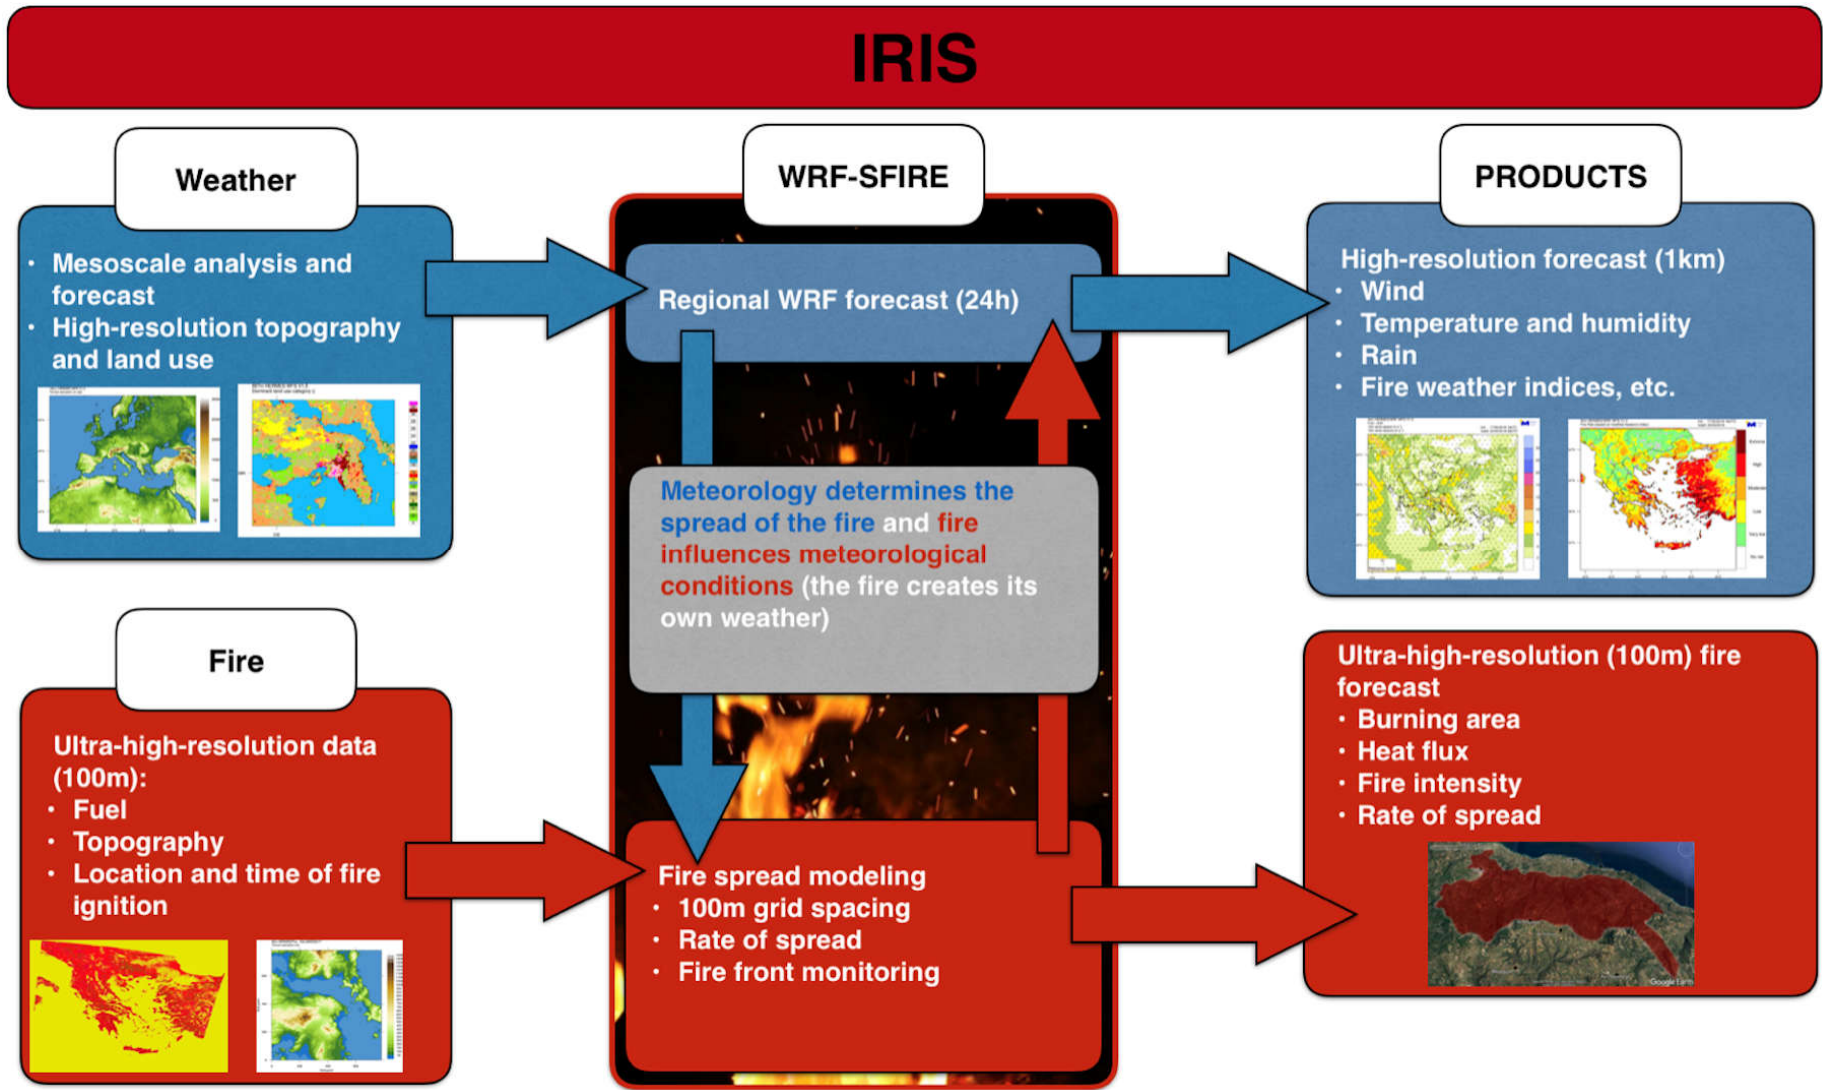 IRIS
Weather
• Mesoscale analysis and
forecast
• High-resolution topography
and land use
Fire
Ultra-high-resolution data
(100m):
• Fuel
• Topography
• Location and time of fire
ignition
WRF-SFIRE
Regional WRF forecast (24h)
Meteorology determines the
spread of the fire and fire
influences meteorological
conditions (the fire creates its
own weather)
Fire spread modeling
• 100m grid spacing
• Rate of spread
• Fire front monitoring
PRODUCTS
High-resolution forecast (1km)
• Wind
• Temperature and humidity
• Rain
• Fire weather indices, etc.
Ultra-high-resolution (100m) fire
forecast
• Burning area
• Heat flux
• Fire intensity
• Rate of spread
Google Earth